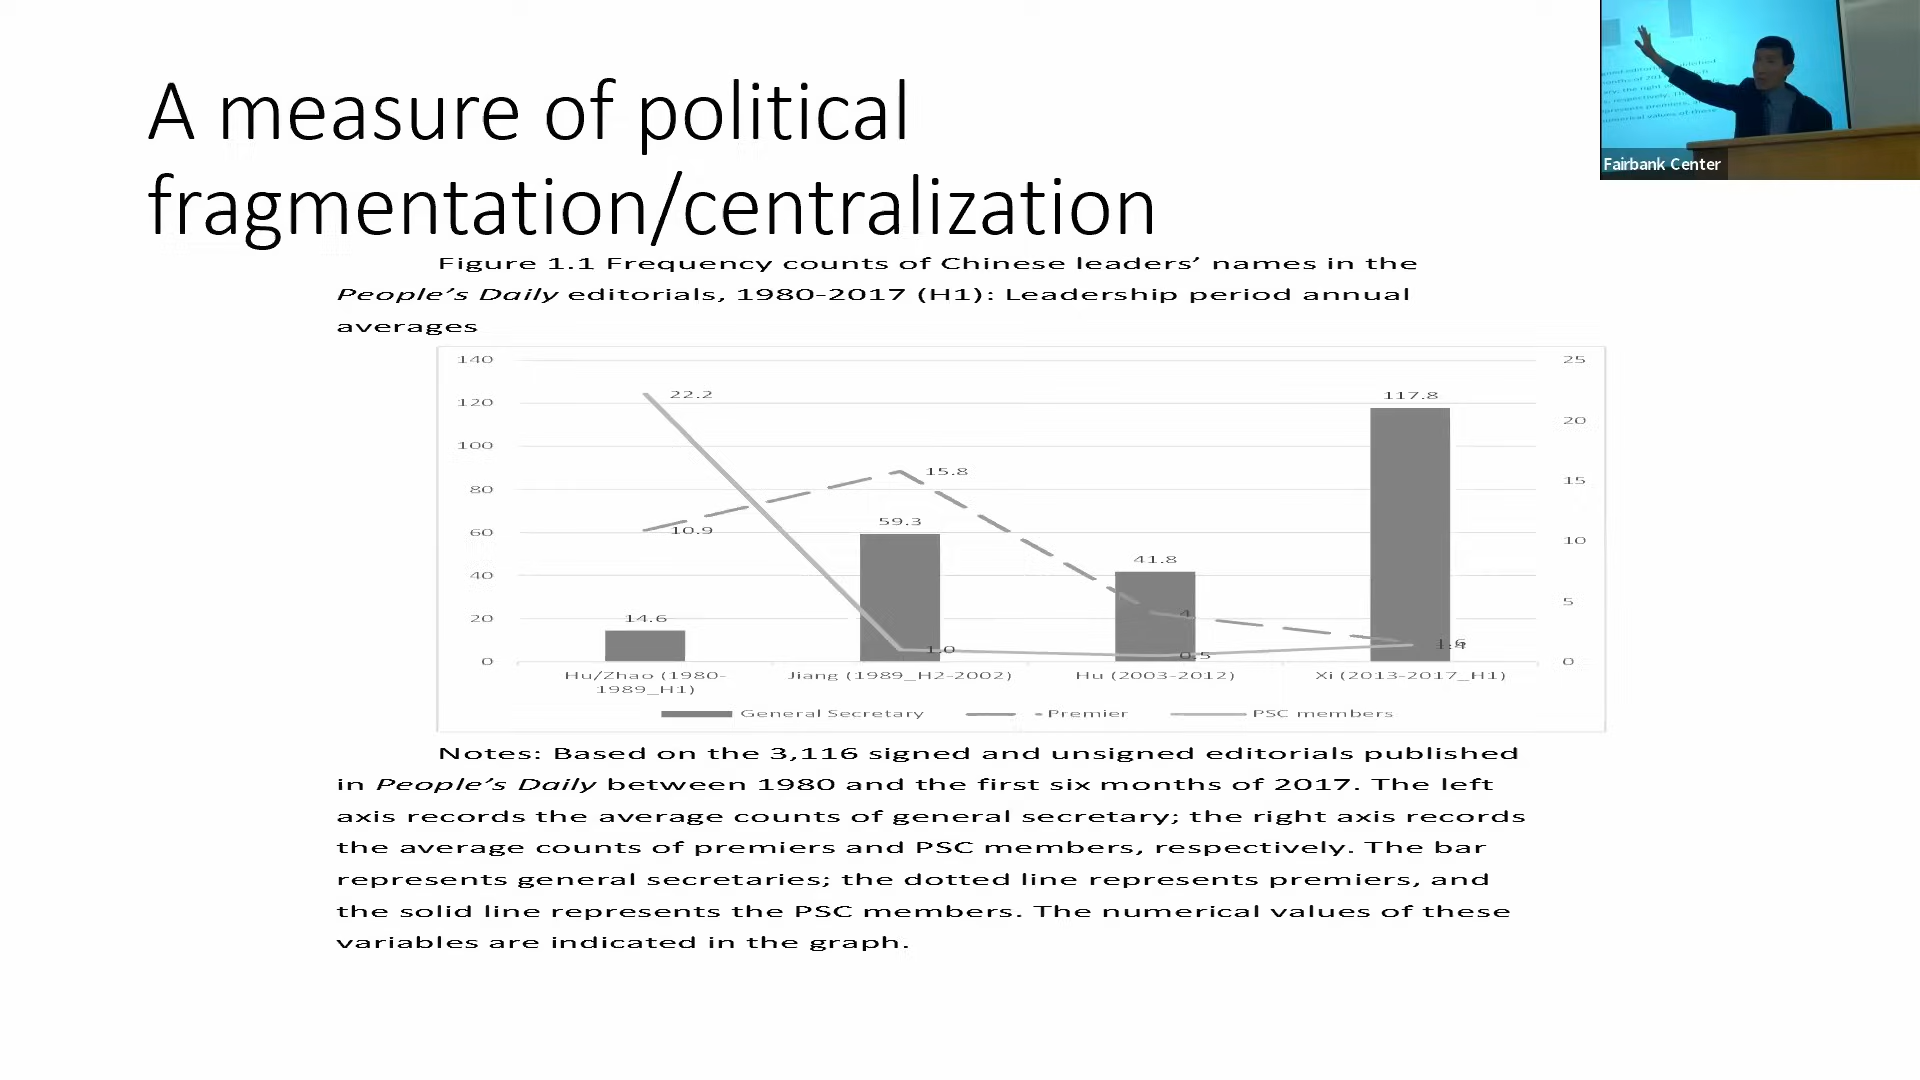 A measure of political
fragmentation/centralization
Figure 1.1 Frequency counts of Chinese leaders’ names in the
People’s Daily editorials, 1980-2017 (H1): Leadership period annual
averages
140
120
100
80
60
40
20
0
25
20
15
10
5
0
22.2
10.9
14.6
15.8
59.3
1.0
41.8
4
0.5
117.8
Hu/Zhao (1980-
1989_H1)
Jiang (1989_H2-2002)
Hu (2003-2012)
Xi (2013-2017_H1)
General Secretary
Premier
PSC members
Notes: Based on the 3,116 signed and unsigned editorials published
in People’s Daily between 1980 and the first six months of 2017. The left
axis records the average counts of general secretary; the right axis records
the average counts of premiers and PSC members, respectively. The bar
represents general secretaries; the dotted line represents premiers, and
the solid line represents the PSC members. The numerical values of these
variables are indicated in the graph.
Fairbank Center